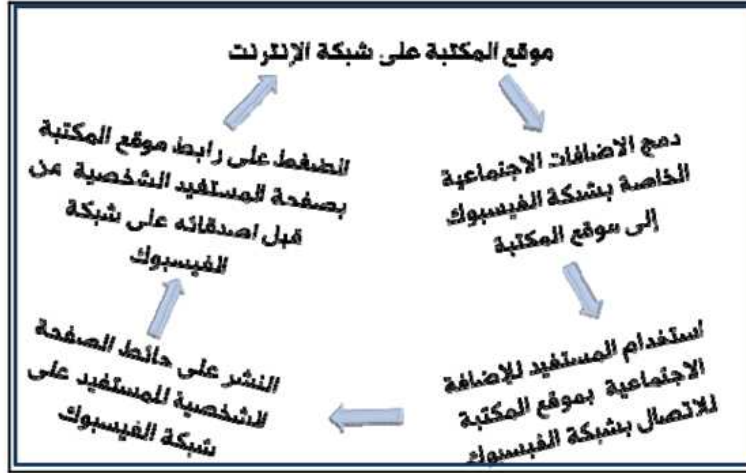 موقع المكتبة على شبكة الإنترنت
دمج الاضافات الاجتماعية
الخاصة بشبكة الفيسبوك
إلى موقع المكتبة
استخدام المستفيد للإضافة
الاجتماعية بموقع المكتبة
للاتصال بشبكة الفيسبوك
النشر على حائط الصفحة
الشخصية للمستفيد على
شبكة الفيسبوك
الضغط على رابط موقع المكتبة
بصفحة المستفيد الشخصية من
قبل اصدقائه على شبكة
الفيسبوك